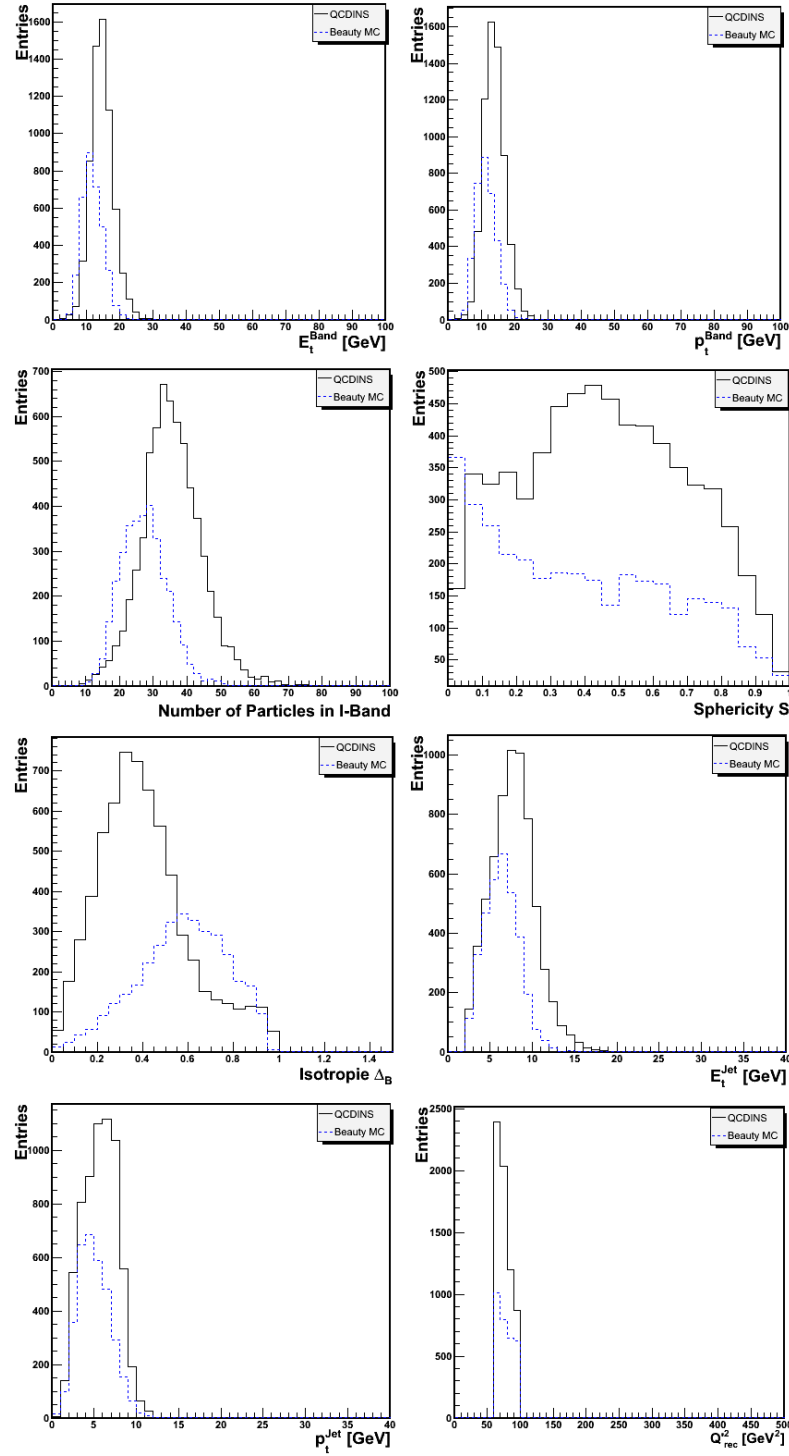 Entries
QCDINS
Beauty MC
1600
1400
1200
1000
800
600
400
200
0
0 10 20 30 40 50 60 70 80 90 100
E_t^Band [GeV]
Entries
QCDINS
Beauty MC
1600
1400
1200
1000
800
600
400
200
0
0 10 20 30 40 50 60 70 80 90 100
p_t^Band [GeV]
Entries
QCDINS
Beauty MC
700
600
500
400
300
200
100
0
0 10 20 30 40 50 60 70 80 90 100
Number of Particles in I-Band
Entries
QCDINS
Beauty MC
500
450
400
350
300
250
200
150
100
50
0 0.1 0.2 0.3 0.4 0.5 0.6 0.7 0.8 0.9 1
Sphericity S
Entries
QCDINS
Beauty MC
700
600
500
400
300
200
100
0
0 0.2 0.4 0.6 0.8 1 1.2 1.4
Isotropie Δ_B
Entries
QCDINS
Beauty MC
1000
800
600
400
200
0
0 5 10 15 20 25 30 35 40
E_t^Jet [GeV]
Entries
QCDINS
Beauty MC
1000
800
600
400
200
0
0 5 10 15 20 25 30 35 40
p_t^Jet [GeV]
Entries
QCDINS
Beauty MC
2500
2000
1500
1000
500
0
0 50 100 150 200 250 300 350 400 450 500
Q'^2_rec [GeV^2]